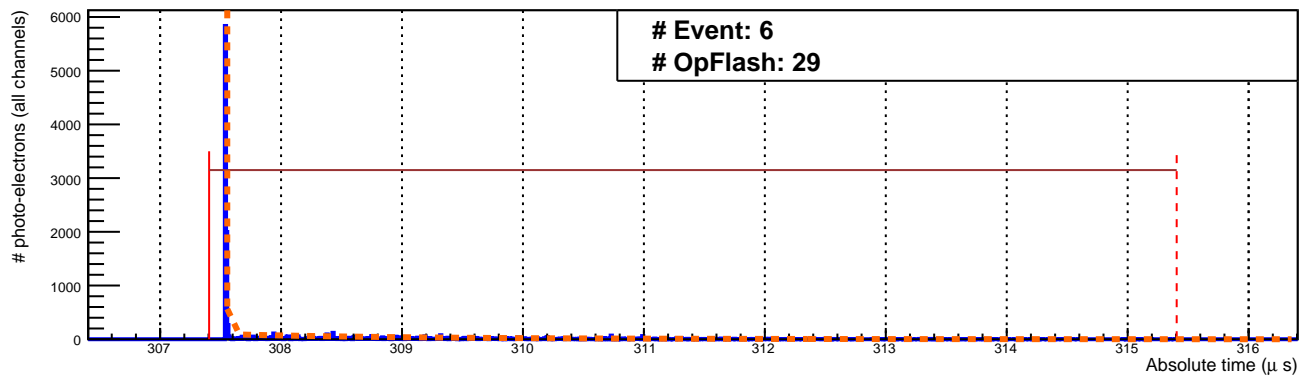 # Event: 6
# OpFlash: 29
# photo-electrons (all channels)
6000
5000
4000
3000
2000
1000
0
307 308 309 310 311 312 313 314 315 316
Absolute time (μ s)